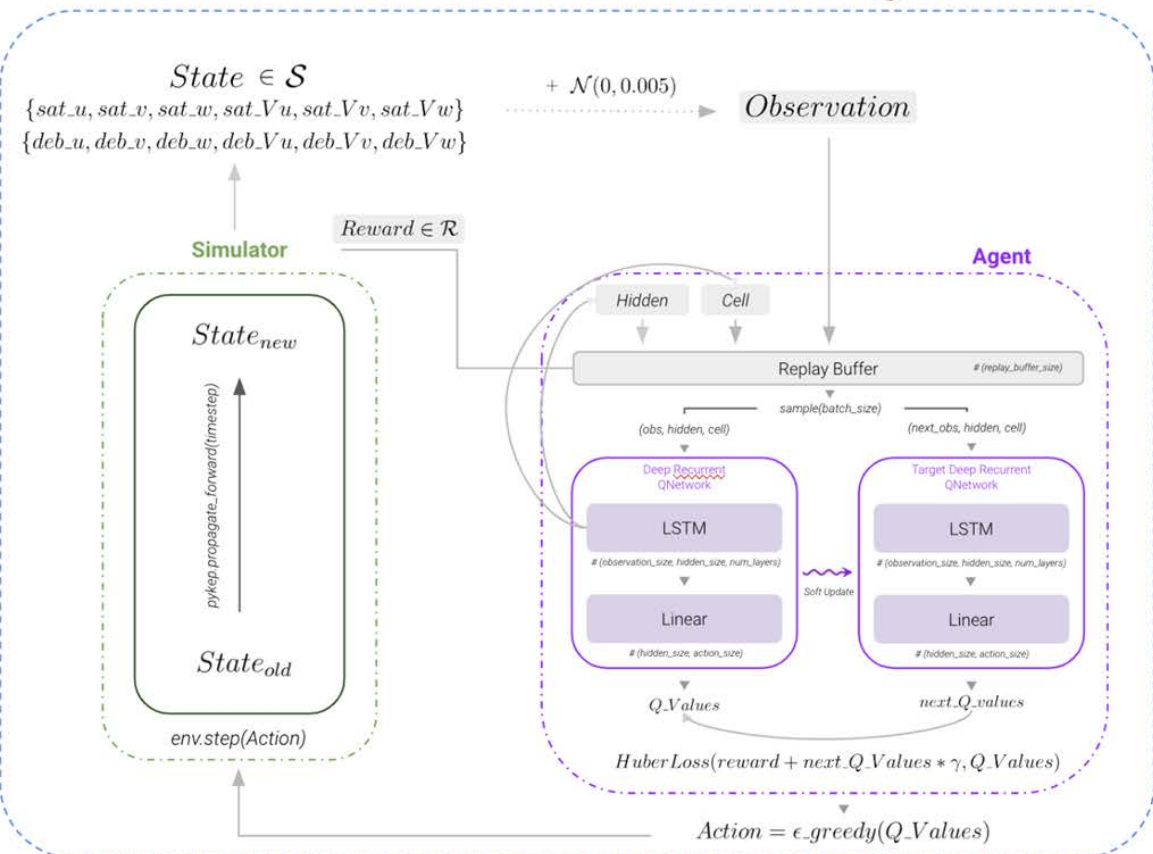 State ∈ 𝒮
{sat_u, sat_v, sat_w, sat_Vu, sat_Vv, sat_Vw}
{deb_u, deb_v, deb_w, deb_Vu, deb_Vv, deb_Vw}
+ 𝒩(0, 0.005)
Observation
Reward ∈ ℛ
Simulator
State_new
pykep.propagate_forward(timestep)
State_old
env.step(Action)
Agent
Hidden
Cell
Replay Buffer
# (replay_buffer_size)
sample(batch_size)
(obs, hidden, cell)
(next_obs, hidden, cell)
Deep Recurrent
QNetwork
LSTM
# (observation_size, hidden_size, num_layers)
Linear
# (hidden_size, action_size)
Soft Update
Target Deep Recurrent
QNetwork
LSTM
# (observation_size, hidden_size, num_layers)
Linear
# (hidden_size, action_size)
Q_Values
next_Q_values
HuberLoss(reward + next_Q_Values * γ, Q_Values)
Action = ϵ_greedy(Q_Values)